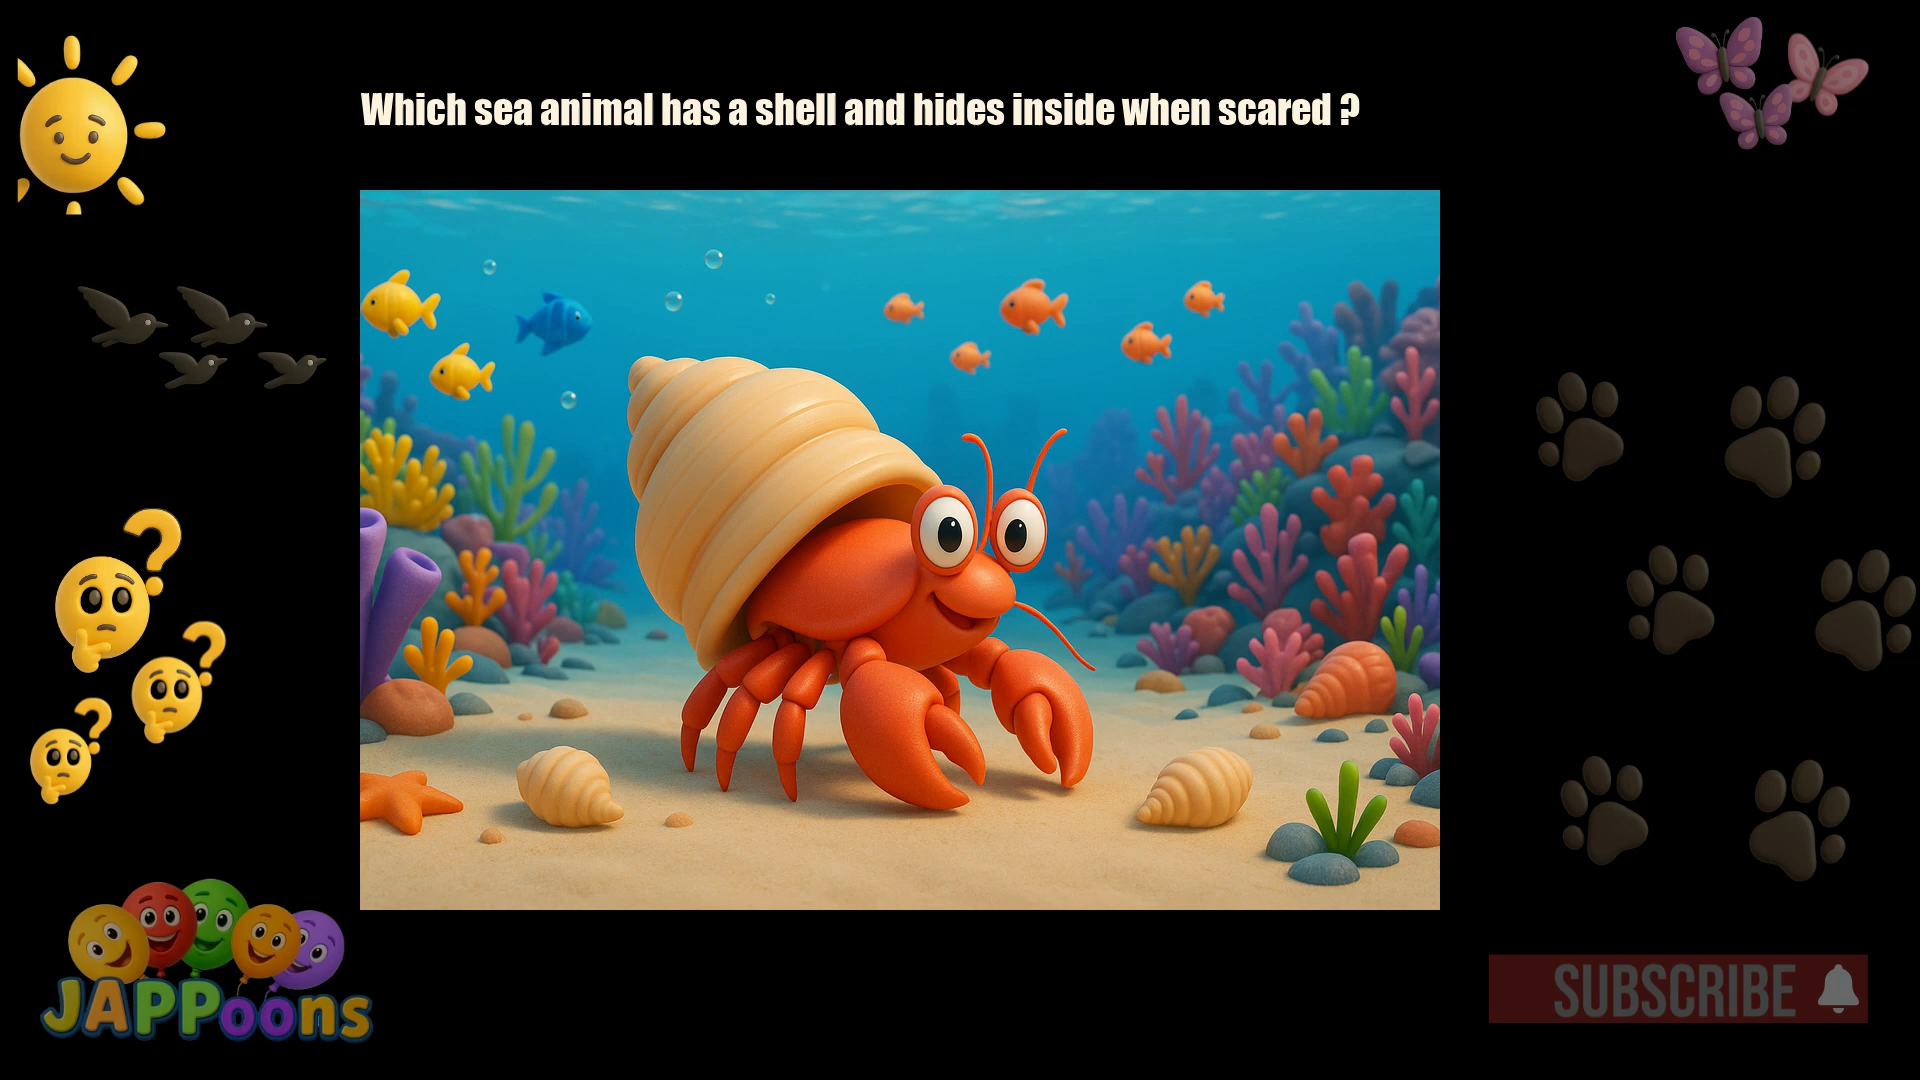 Which sea animal has a shell and hides inside when scared ?
JAPPoons
SUBSCRIBE